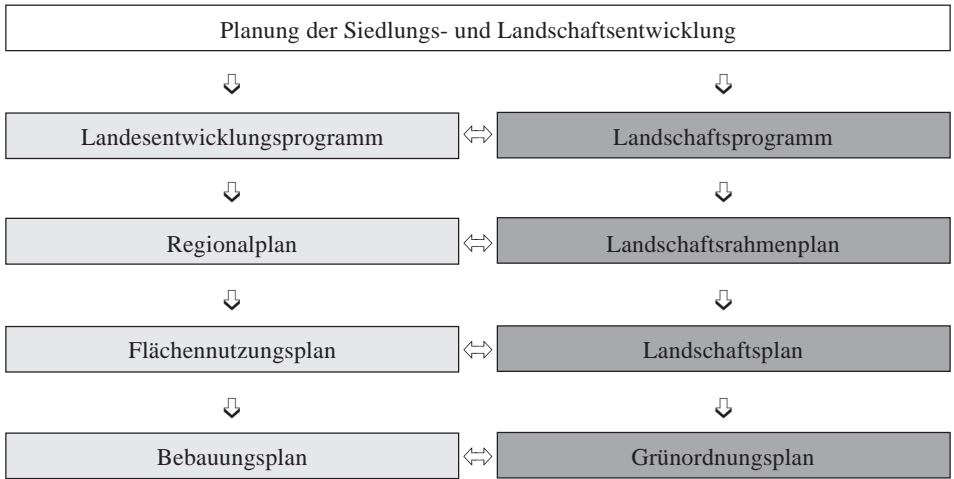 Planung der Siedlungs- und Landschaftsentwicklung
Landesentwicklungsprogramm
Landschaftsprogramm
Regionalplan
Landschaftsrahmenplan
Flächennutzungsplan
Landschaftsplan
Bebauungsplan
Grünordnungsplan